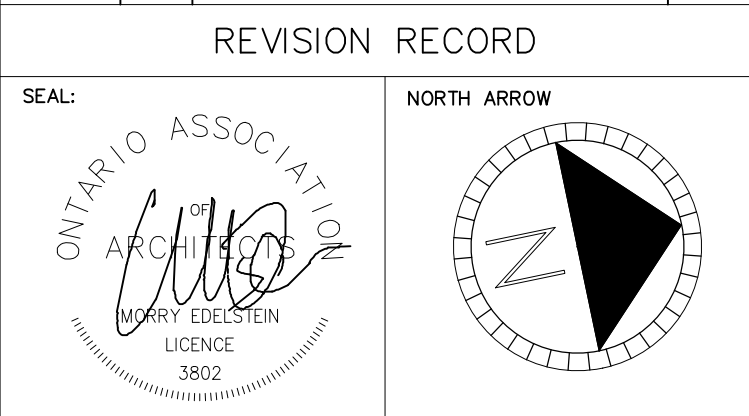 REVISION RECORD
SEAL:
ONTARIO ASSOCIATION
OF
ARCHITECTS
MORRY EDELSTEIN
LICENCE
3802
NORTH ARROW
N